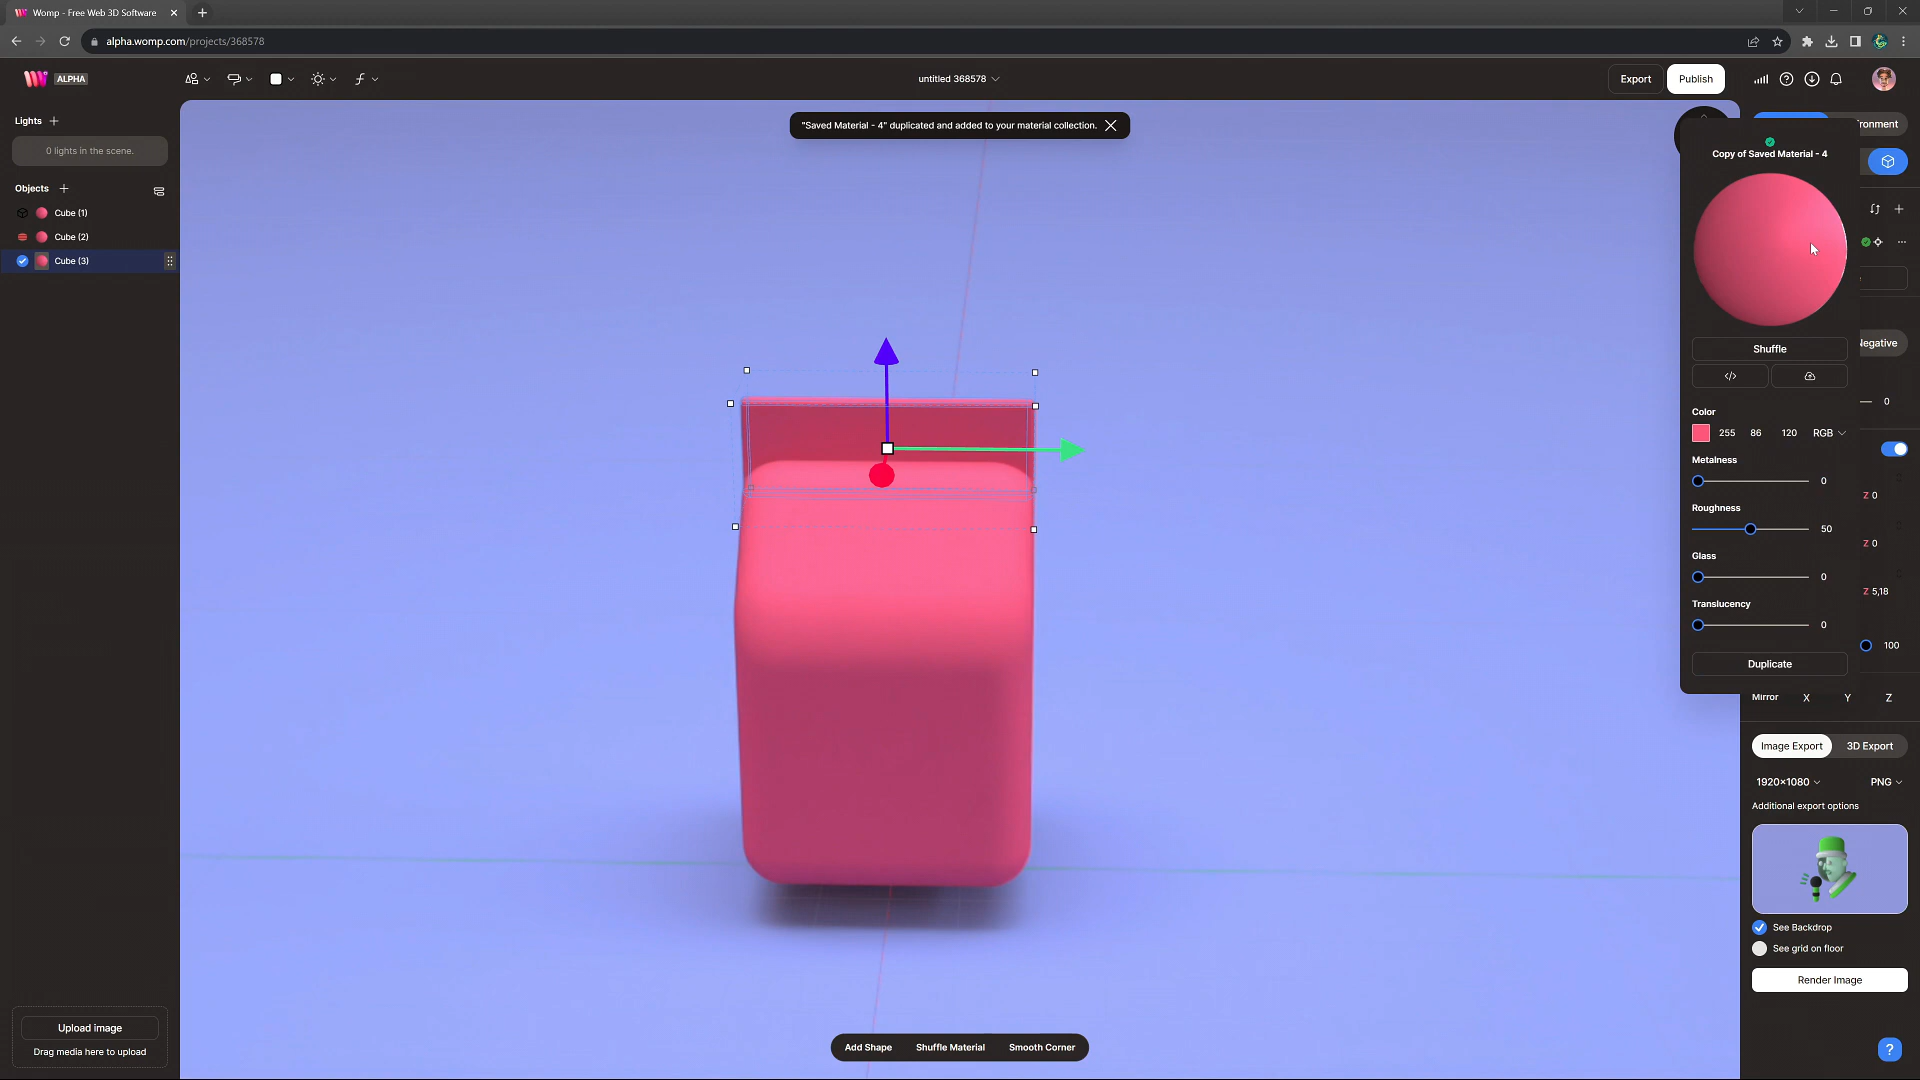 Womp - Free Web 3D Software
alpha.womp.com/projects/368578
ALPHA
untitled 368578
Export
Publish
Lights +
0 lights in the scene.
Objects +
Cube (1)
Cube (2)
Cube (3)
"Saved Material - 4" duplicated and added to your material collection.
ronment
Copy of Saved Material - 4
Shuffle
</>
Negative
0
Color
255 86 120 RGB
Metalness
0
Z 0
Roughness
50
Z 0
Glass
0
Z 5,18
Translucency
0
100
Duplicate
Mirror X Y Z
Image Export
3D Export
1920×1080
PNG
Additional export options
See Backdrop
See grid on floor
Render Image
Upload image
Drag media here to upload
Add Shape
Shuffle Material
Smooth Corner
?